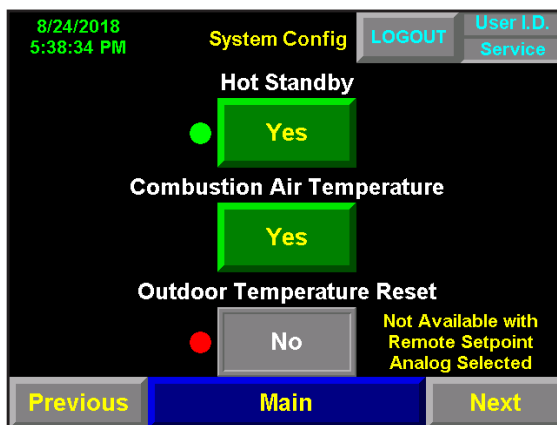 8/24/2018
5:38:34 PM
System Config
LOGOUT
User I.D.
Service
Hot Standby
Yes
Combustion Air Temperature
Yes
Outdoor Temperature Reset
No
Not Available with
Remote Setpoint
Analog Selected
Previous
Main
Next